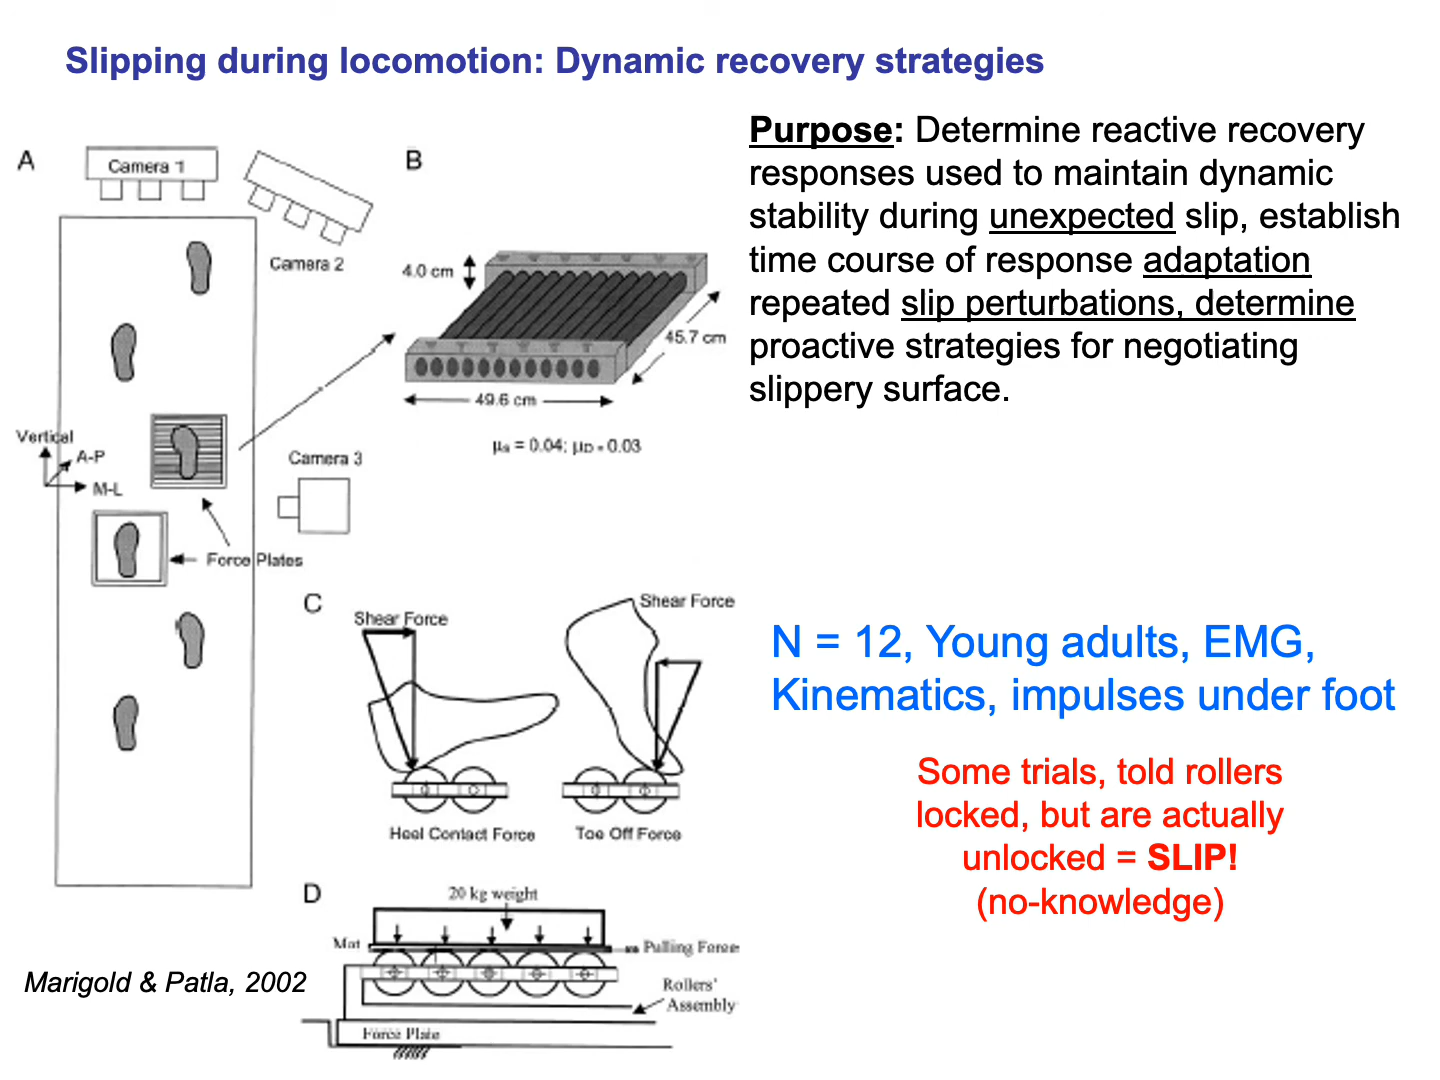 Slipping during locomotion: Dynamic recovery strategies
Purpose: Determine reactive recovery
responses used to maintain dynamic
stability during unexpected slip, establish
time course of response adaptation
repeated slip perturbations, determine
proactive strategies for negotiating
slippery surface.
A
Camera 1
Camera 2
Vertical
A-P
M-L
Camera 3
Force Plates
B
4.0 cm
45.7 cm
49.6 cm
μs = 0.04; μD = 0.03
C
Shear Force
Shear Force
Heel Contact Force
Toe Off Force
D
20 kg weight
Mat
Pulling Force
Rollers'
Assembly
Force Plate
N = 12, Young adults, EMG,
Kinematics, impulses under foot
Some trials, told rollers
locked, but are actually
unlocked = SLIP!
(no-knowledge)
Marigold & Patla, 2002